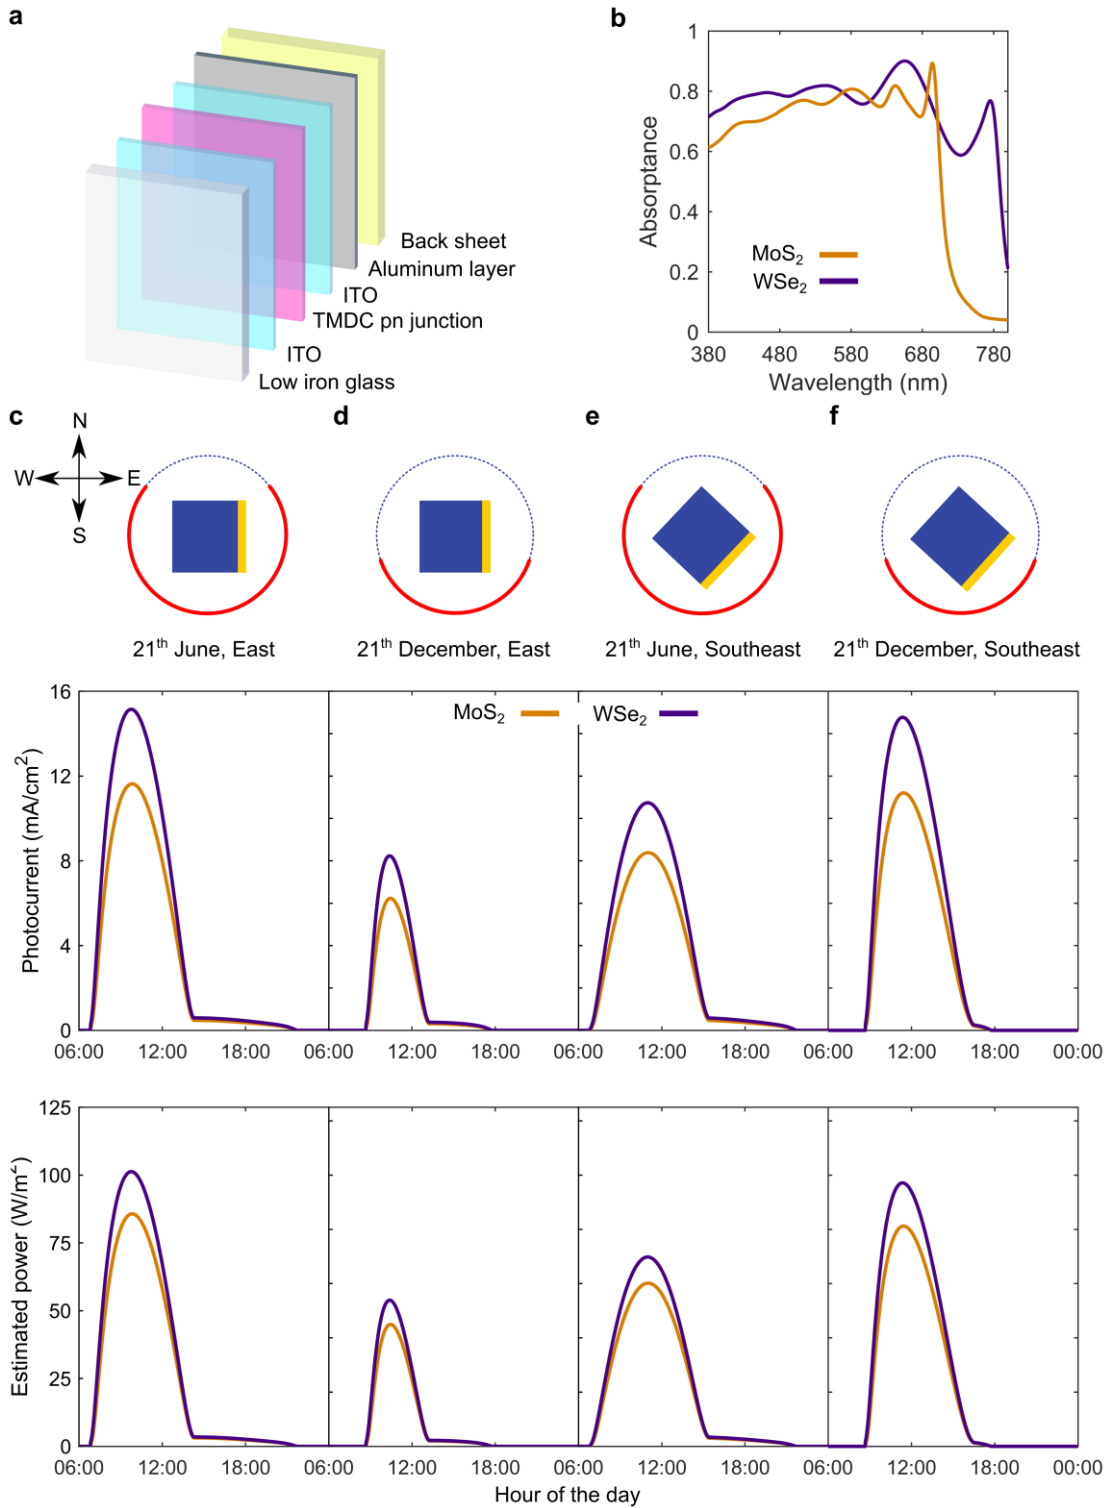 a
Back sheet
Aluminum layer
ITO
TMDC pn junction
ITO
Low iron glass
b
1
0.8
0.6
0.4
0.2
0
Absorptance
MoS2
WSe2
380 480 580 680 780
Wavelength (nm)
c d e f
N
W E
S
21th June, East 21th December, East 21th June, Southeast 21th December, Southeast
MoS2 WSe2
16
12
8
4
0
Photocurrent (mA/cm2)
06:00 12:00 18:00 06:00 12:00 18:00 06:00 12:00 18:00 06:00 12:00 18:00 00:00
125
100
75
50
25
0
Estimated power (W/m2)
06:00 12:00 18:00 06:00 12:00 18:00 06:00 12:00 18:00 06:00 12:00 18:00 00:00
Hour of the day